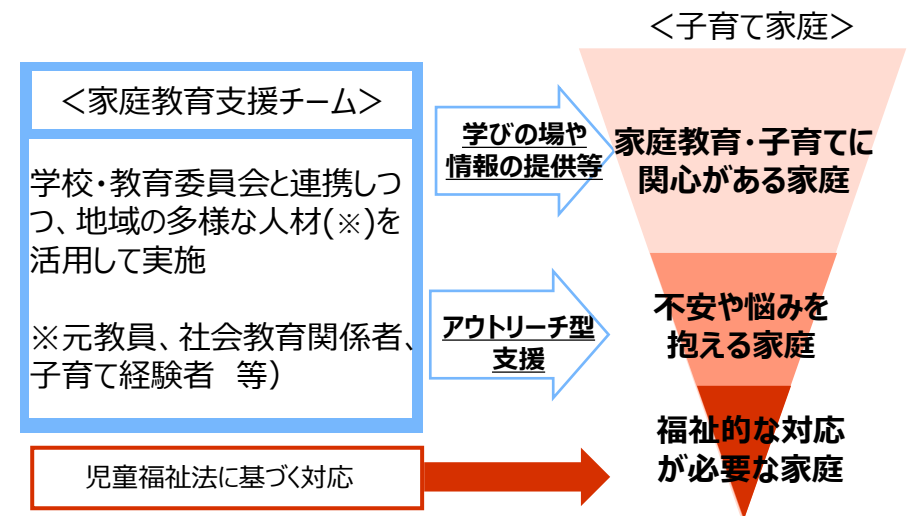 ＜子育て家庭＞
＜家庭教育支援チーム＞
学校・教育委員会と連携しつ
つ、地域の多様な人材(※)を
活用して実施
※元教員、社会教育関係者、
子育て経験者　等）
学びの場や
情報の提供等
家庭教育・子育てに
関心がある家庭
アウトリーチ型
支援
不安や悩みを
抱える家庭
児童福祉法に基づく対応
福祉的な対応
が必要な家庭